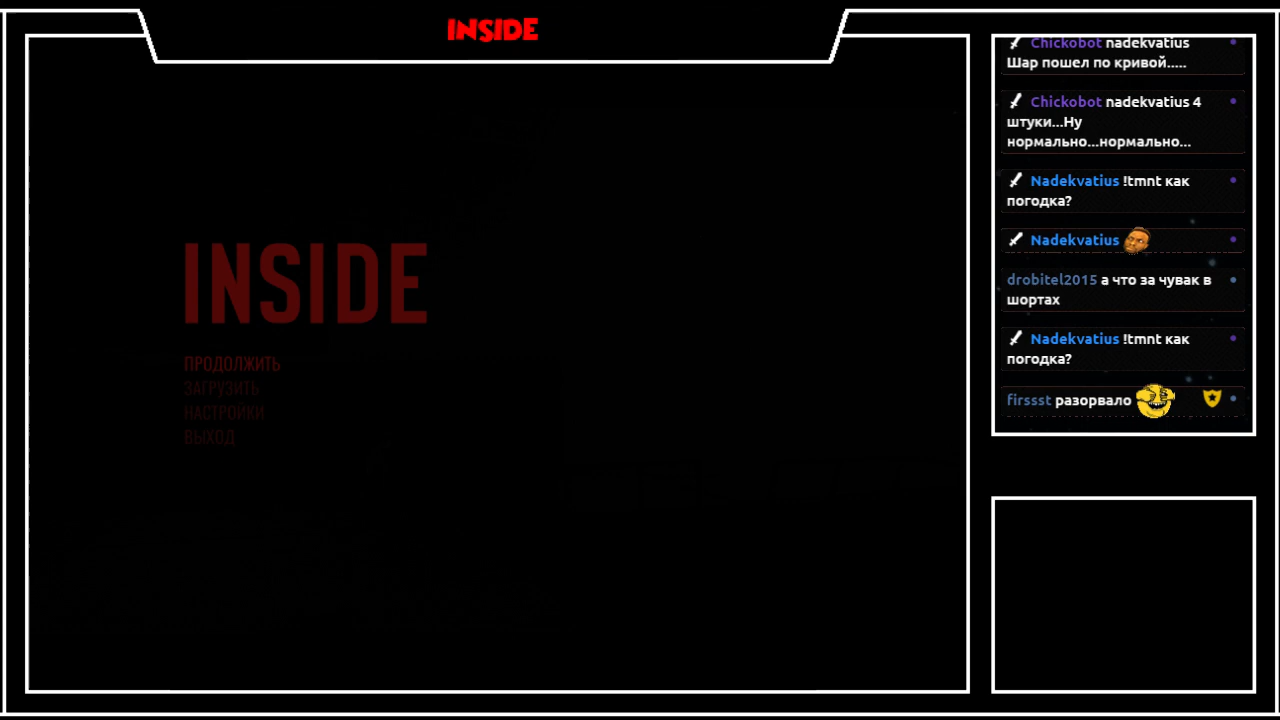 INSIDE
INSIDE
ПРОДОЛЖИТЬ
ЗАГРУЗИТЬ
НАСТРОЙКИ
ВЫХОД
Chickobot nadekvatius
Шар пошел по кривой.....
Chickobot nadekvatius 4
штуки...Ну
нормально...нормально...
Nadekvatius !tmnt как
погодка?
Nadekvatius
drobitel2015 а что за чувак в
шортах
Nadekvatius !tmnt как
погодка?
firssst разорвало